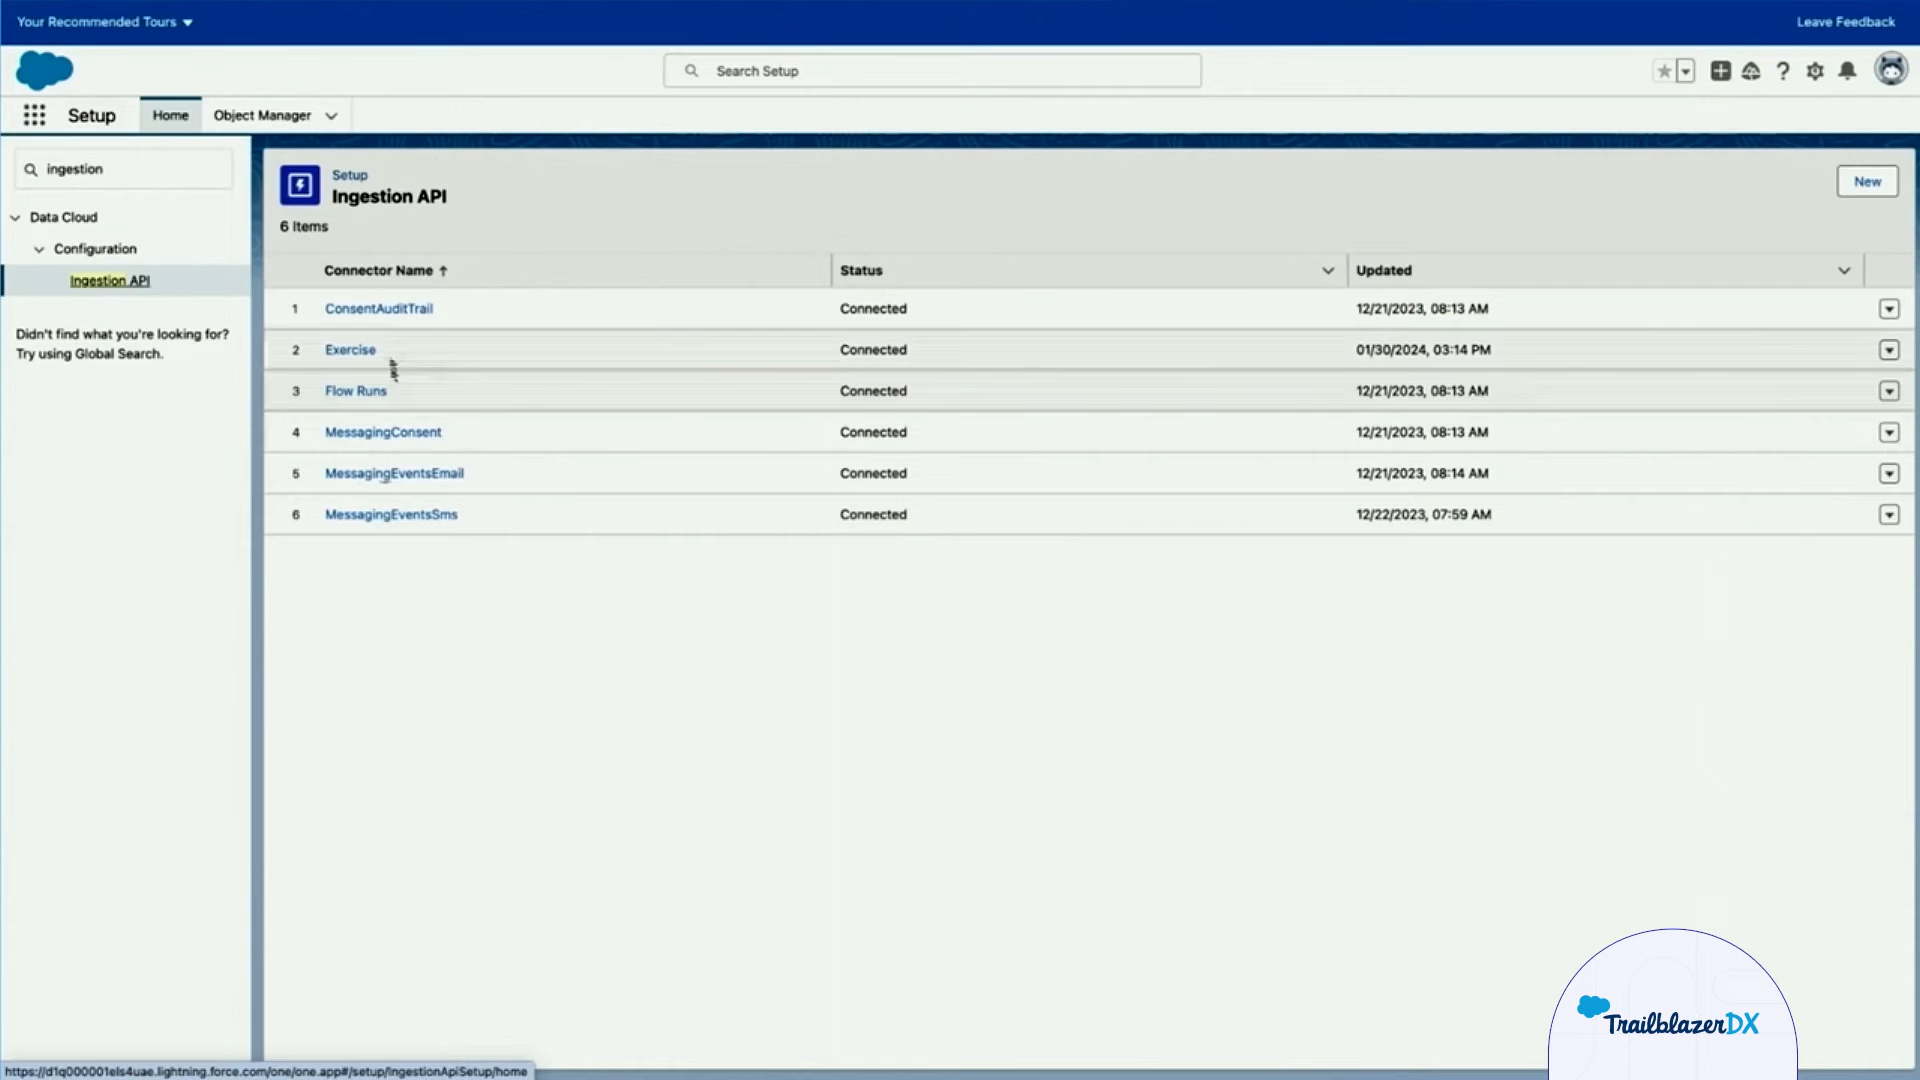 Your Recommended Tours
Leave Feedback
Search Setup
Setup
Home
Object Manager
ingestion
Data Cloud
Configuration
Ingestion API
Didn't find what you're looking for?
Try using Global Search.
Setup
Ingestion API
New
6 Items
Connector Name ↑ Status Updated
1 ConsentAuditTrail Connected 12/21/2023, 08:13 AM
2 Exercise Connected 01/30/2024, 03:14 PM
3 Flow Runs Connected 12/21/2023, 08:13 AM
4 MessagingConsent Connected 12/21/2023, 08:13 AM
5 MessagingEventsEmail Connected 12/21/2023, 08:14 AM
6 MessagingEventsSms Connected 12/22/2023, 07:59 AM
TrailblazerDX
https://d1q000001els4uae.lightning.force.com/one/one.app#/setup/IngestionApiSetup/home